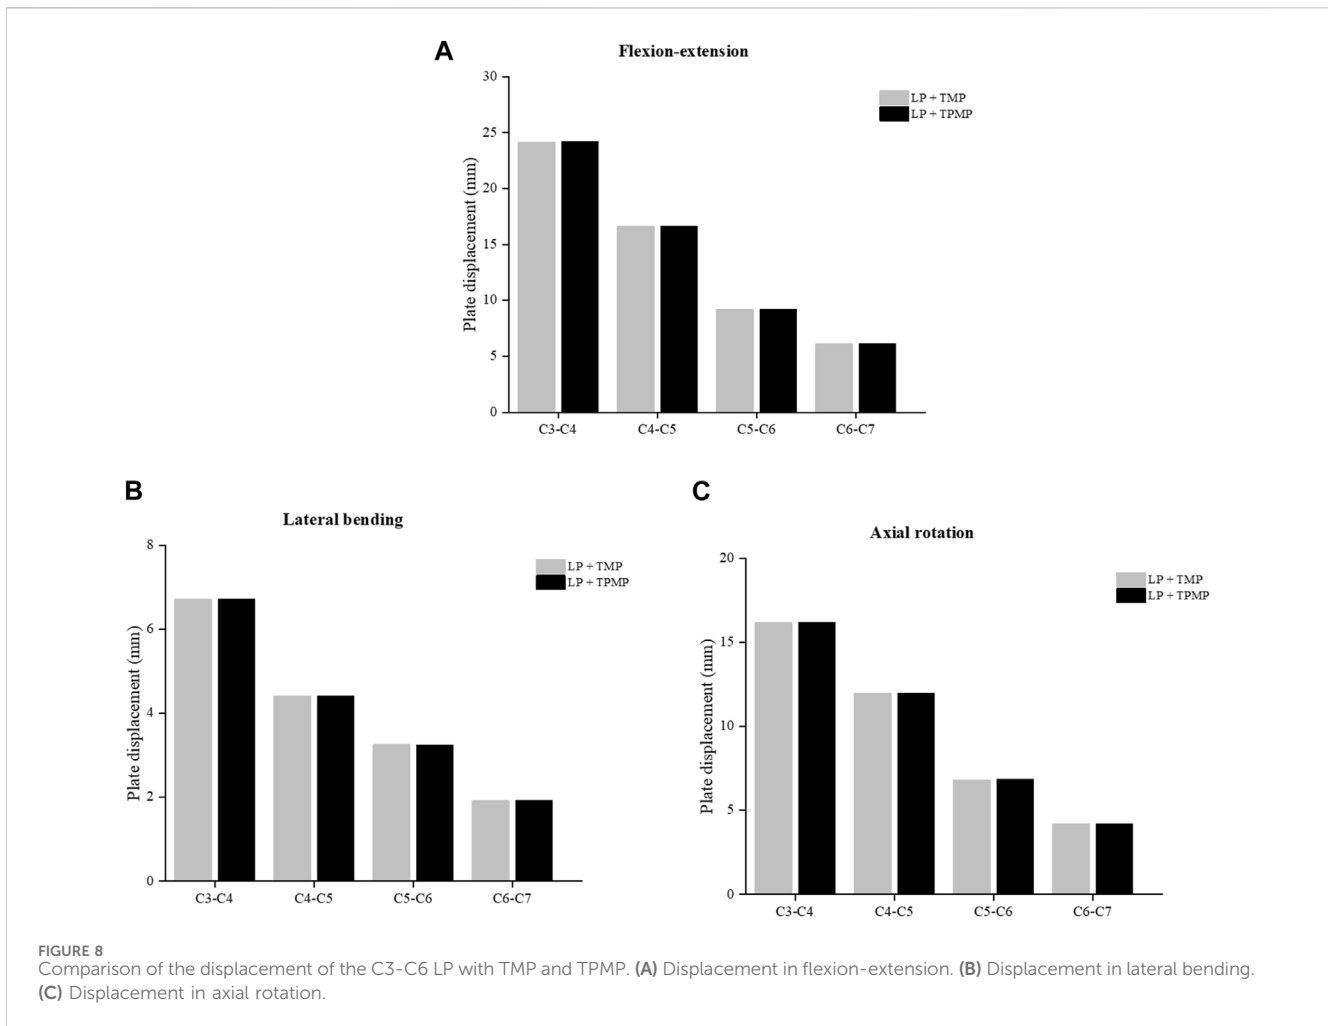 A
Flexion-extension
30
25
20
15
10
5
0
Plate displacement (mm)
LP + TMP
LP + TPMP
C3-C4 C4-C5 C5-C6 C6-C7
B
Lateral bending
8
6
4
2
0
Plate displacement (mm)
LP + TMP
LP + TPMP
C3-C4 C4-C5 C5-C6 C6-C7
C
Axial rotation
20
15
10
5
0
Plate displacement (mm)
LP + TMP
LP + TPMP
C3-C4 C4-C5 C5-C6 C6-C7
FIGURE 8
Comparison of the displacement of the C3-C6 LP with TMP and TPMP. (A) Displacement in flexion-extension. (B) Displacement in lateral bending.
(C) Displacement in axial rotation.